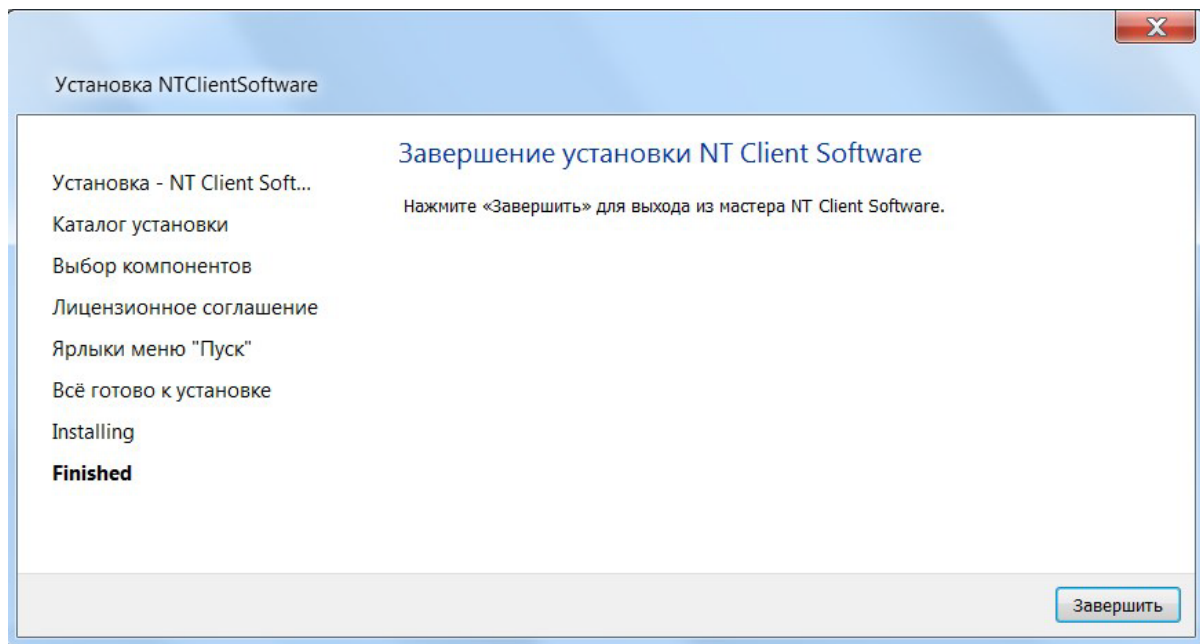 Установка NTClientSoftware
Установка - NT Client Soft...
Каталог установки
Выбор компонентов
Лицензионное соглашение
Ярлыки меню "Пуск"
Всё готово к установке
Installing
Finished
Завершение установки NT Client Software
Нажмите «Завершить» для выхода из мастера NT Client Software.
Завершить